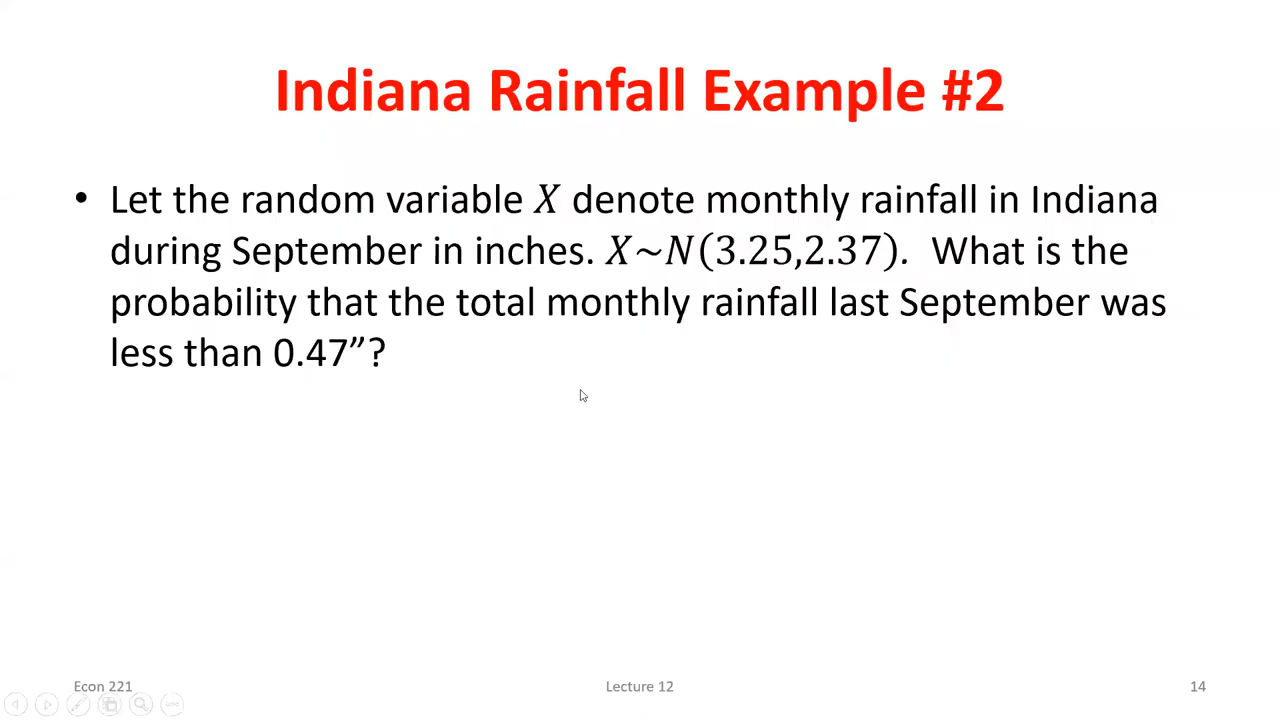 Indiana Rainfall Example #2
• Let the random variable X denote monthly rainfall in Indiana
during September in inches. X~N(3.25,2.37).  What is the
probability that the total monthly rainfall last September was
less than 0.47”?
Econ 221
Lecture 12
14